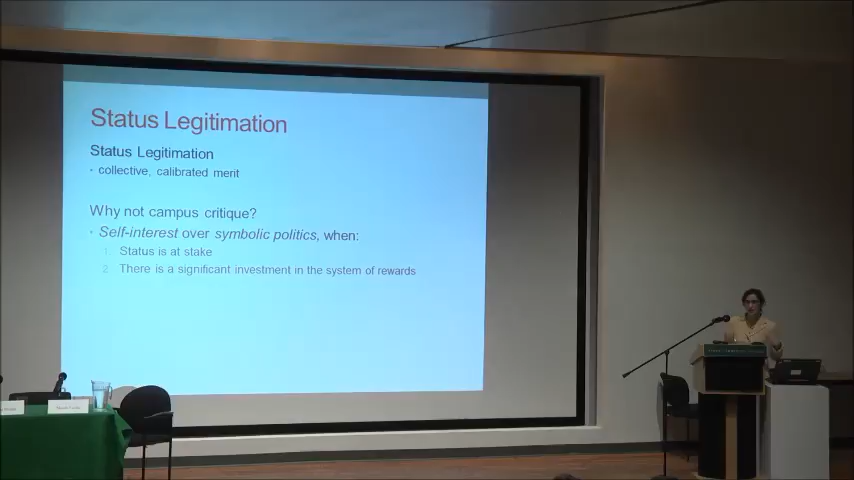 Status Legitimation
Status Legitimation
• collective, calibrated merit
Why not campus critique?
• Self-interest over symbolic politics, when:
1. Status is at stake
2. There is a significant investment in the system of rewards